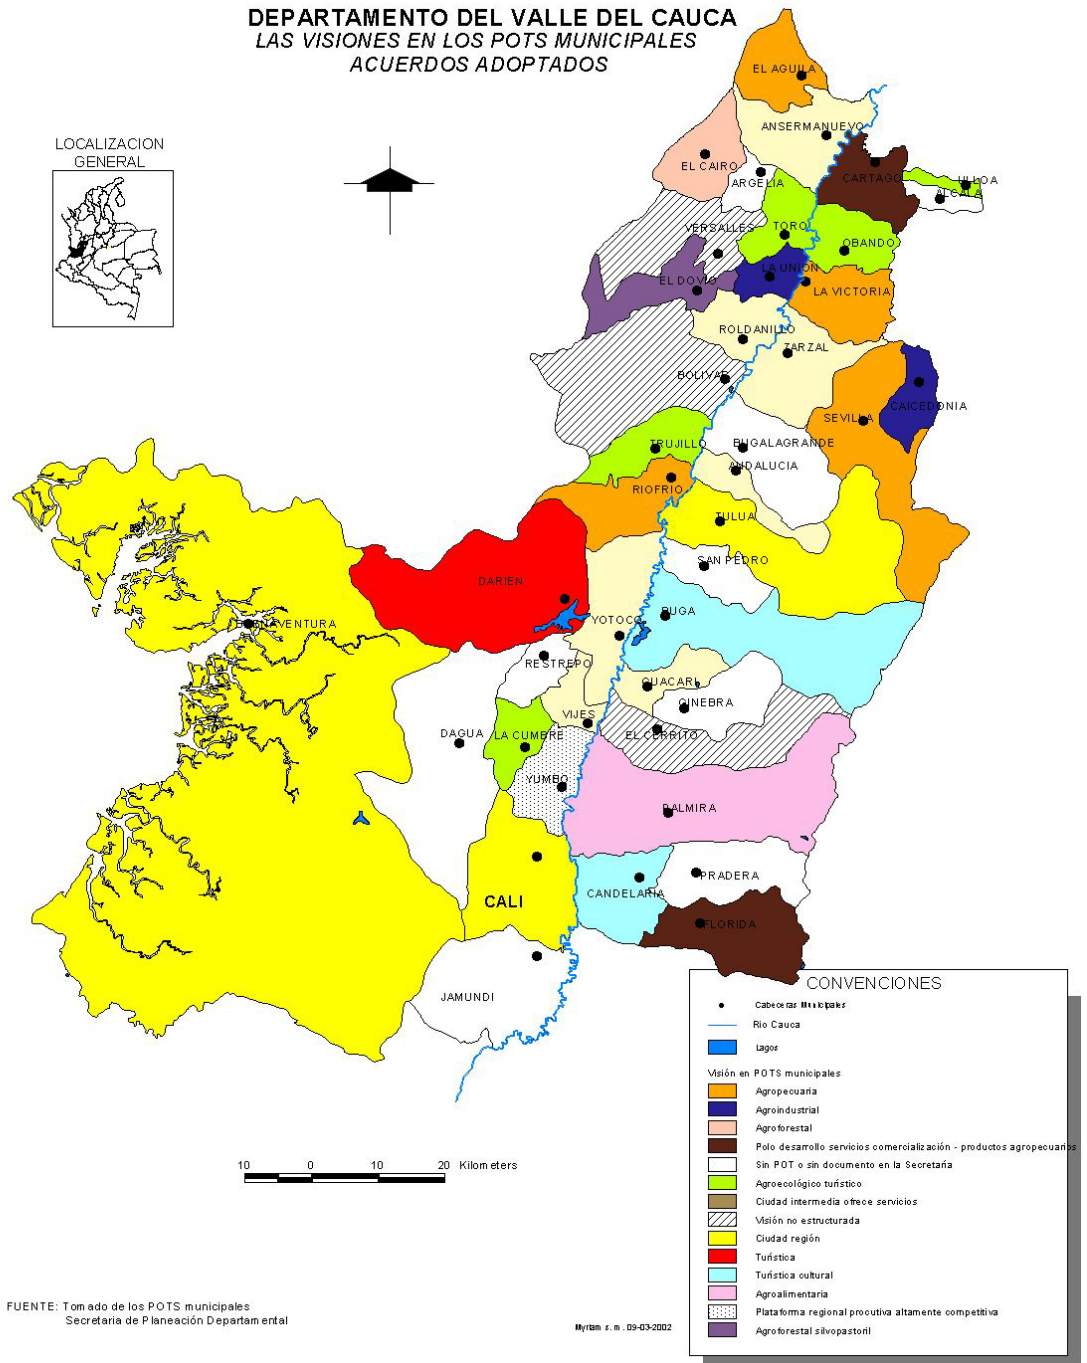 DEPARTAMENTO DEL VALLE DEL CAUCA
LAS VISIONES EN LOS POTS MUNICIPALES
ACUERDOS ADOPTADOS
LOCALIZACION
GENERAL
EL AGUILA
ANSERMANUEVO
EL CAIRO
ARGELIA
CARTAGO
ULLOA
ALCALA
VERSALLES
TORO
OBANDO
LA UNION
EL DOVIO
LA VICTORIA
ROLDANILLO
ZARZAL
BOLIVAR
CAICEDONIA
SEVILLA
TRUJILLO
BUGALAGRANDE
ANDALUCIA
RIOFRIO
TULUA
SAN PEDRO
DARIEN
BUGA
YOTOCO
BUENAVENTURA
RESTREPO
GUACARI
GINEBRA
VIJES
DAGUA
LA CUMBRE
EL CERRITO
YUMBO
PALMIRA
PRADERA
CANDELARIA
CALI
FLORIDA
JAMUNDI
CONVENCIONES
Cabeceras Municipales
Rio Cauca
Lagos
Visión en POTS municipales
Agropecuaria
Agroindustrial
Agroforestal
Polo desarrollo servicios comercialización - productos agropecuarios
Sin POT o sin documento en la Secretaría
Agroecológico turístico
Ciudad intermedia ofrece servicios
Visión no estructurada
Ciudad región
Turística
Turística cultural
Agroalimentaria
Plataforma regional procutiva altamente competitiva
Agroforestal silvopastoril
10 0 10 20 Kilometers
FUENTE: Tomado de los POTS municipales
Secretaria de Planeación Departamental
Myriam s. m. 09-03-2002